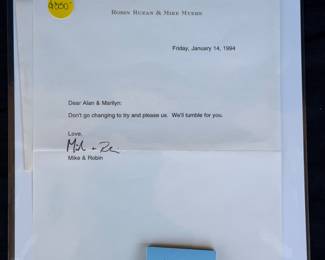 ROBIN RUZAN & MIKE MYERS
Friday, January 14, 1994
Dear Alan & Marilyn:
Don't go changing to try and please us. We'll tumble for you.
Love,
Mike & Robin